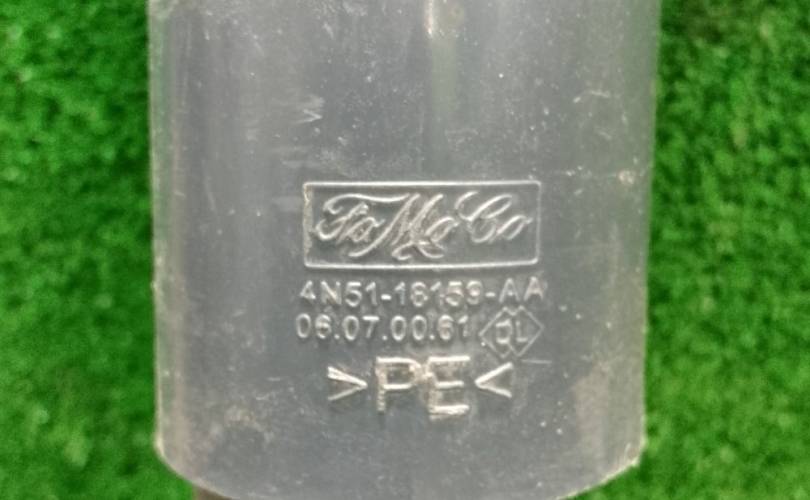 FoMoCo
4N51-18159-AA
06.07.00.61 DL
>PE<